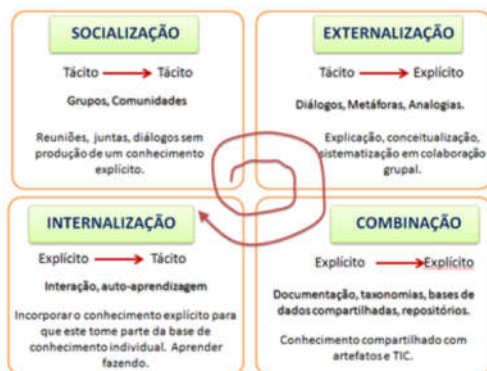 SOCIALIZAÇÃO
Tácito Tácito
Grupos, Comunidades
Reuniões, juntas, diálogos sem
produção de um conhecimento
explícito.
EXTERNALIZAÇÃO
Tácito Explícito
Diálogos, Metáforas, Analogias.
Explicação, conceitualização,
sistematização em colaboração
grupal.
INTERNALIZAÇÃO
Explícito Tácito
Interação, auto-aprendizagem
Incorporar o conhecimento explícito para
que este tome parte da base de
conhecimento individual. Aprender
fazendo.
COMBINAÇÃO
Explícito Explícito
Documentação, taxonomias, bases de
dados compartilhadas, repositórios.
Conhecimento compartilhado com
artefatos e TIC.